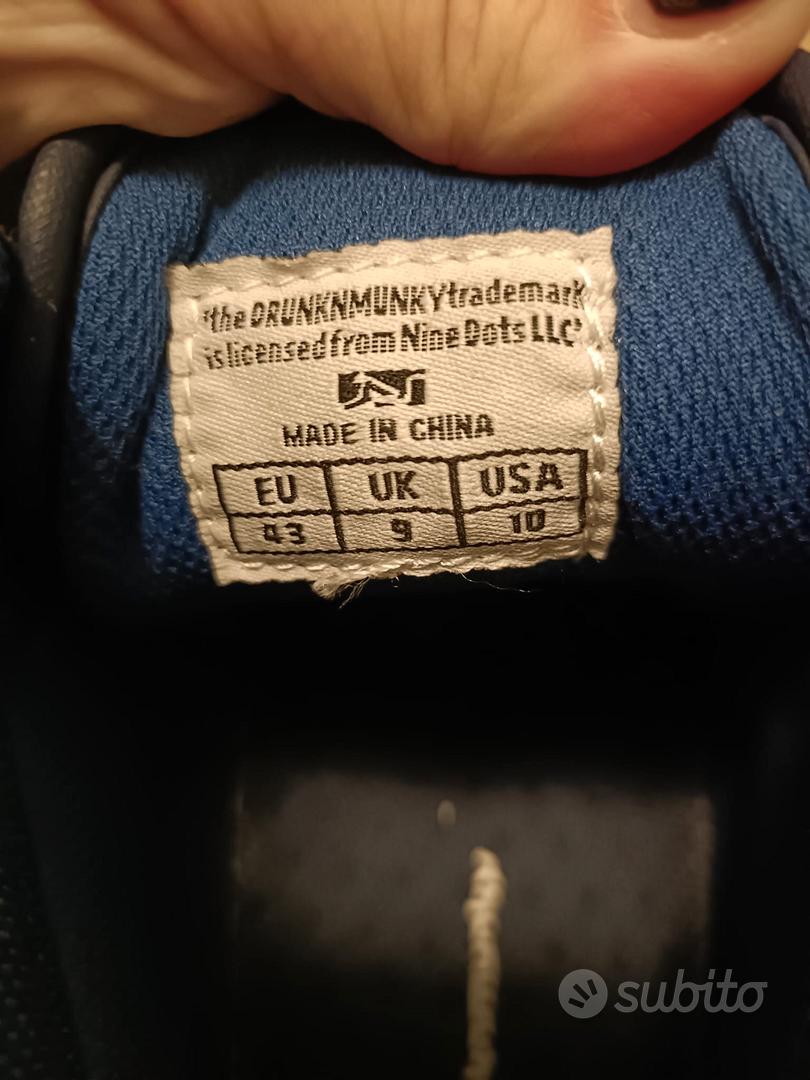 "the DRUNKNMUNKY trademark
is licensed from Nine Dots LLC"
MADE IN CHINA
EU UK USA
43 9 10
subito